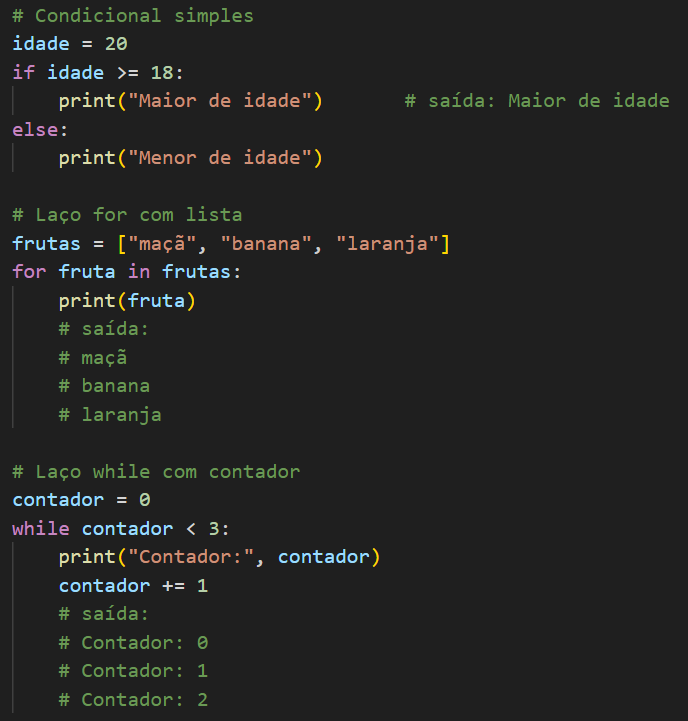 # Condicional simples
idade = 20
if idade >= 18:
    print("Maior de idade")       # saída: Maior de idade
else:
    print("Menor de idade")

# Laço for com lista
frutas = ["maçã", "banana", "laranja"]
for fruta in frutas:
    print(fruta)
    # saída:
    # maçã
    # banana
    # laranja

# Laço while com contador
contador = 0
while contador < 3:
    print("Contador:", contador)
    contador += 1
    # saída:
    # Contador: 0
    # Contador: 1
    # Contador: 2